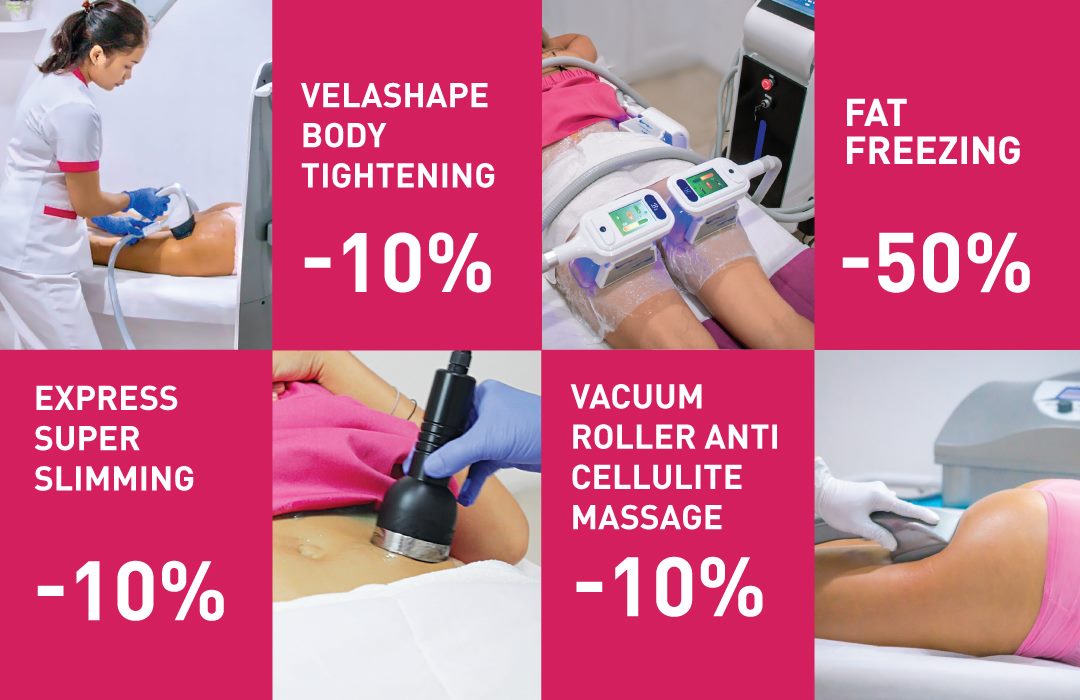 VELASHAPE
BODY
TIGHTENING
-10%
FAT
FREEZING
-50%
EXPRESS
SUPER
SLIMMING
-10%
VACUUM
ROLLER ANTI
CELLULITE
MASSAGE
-10%